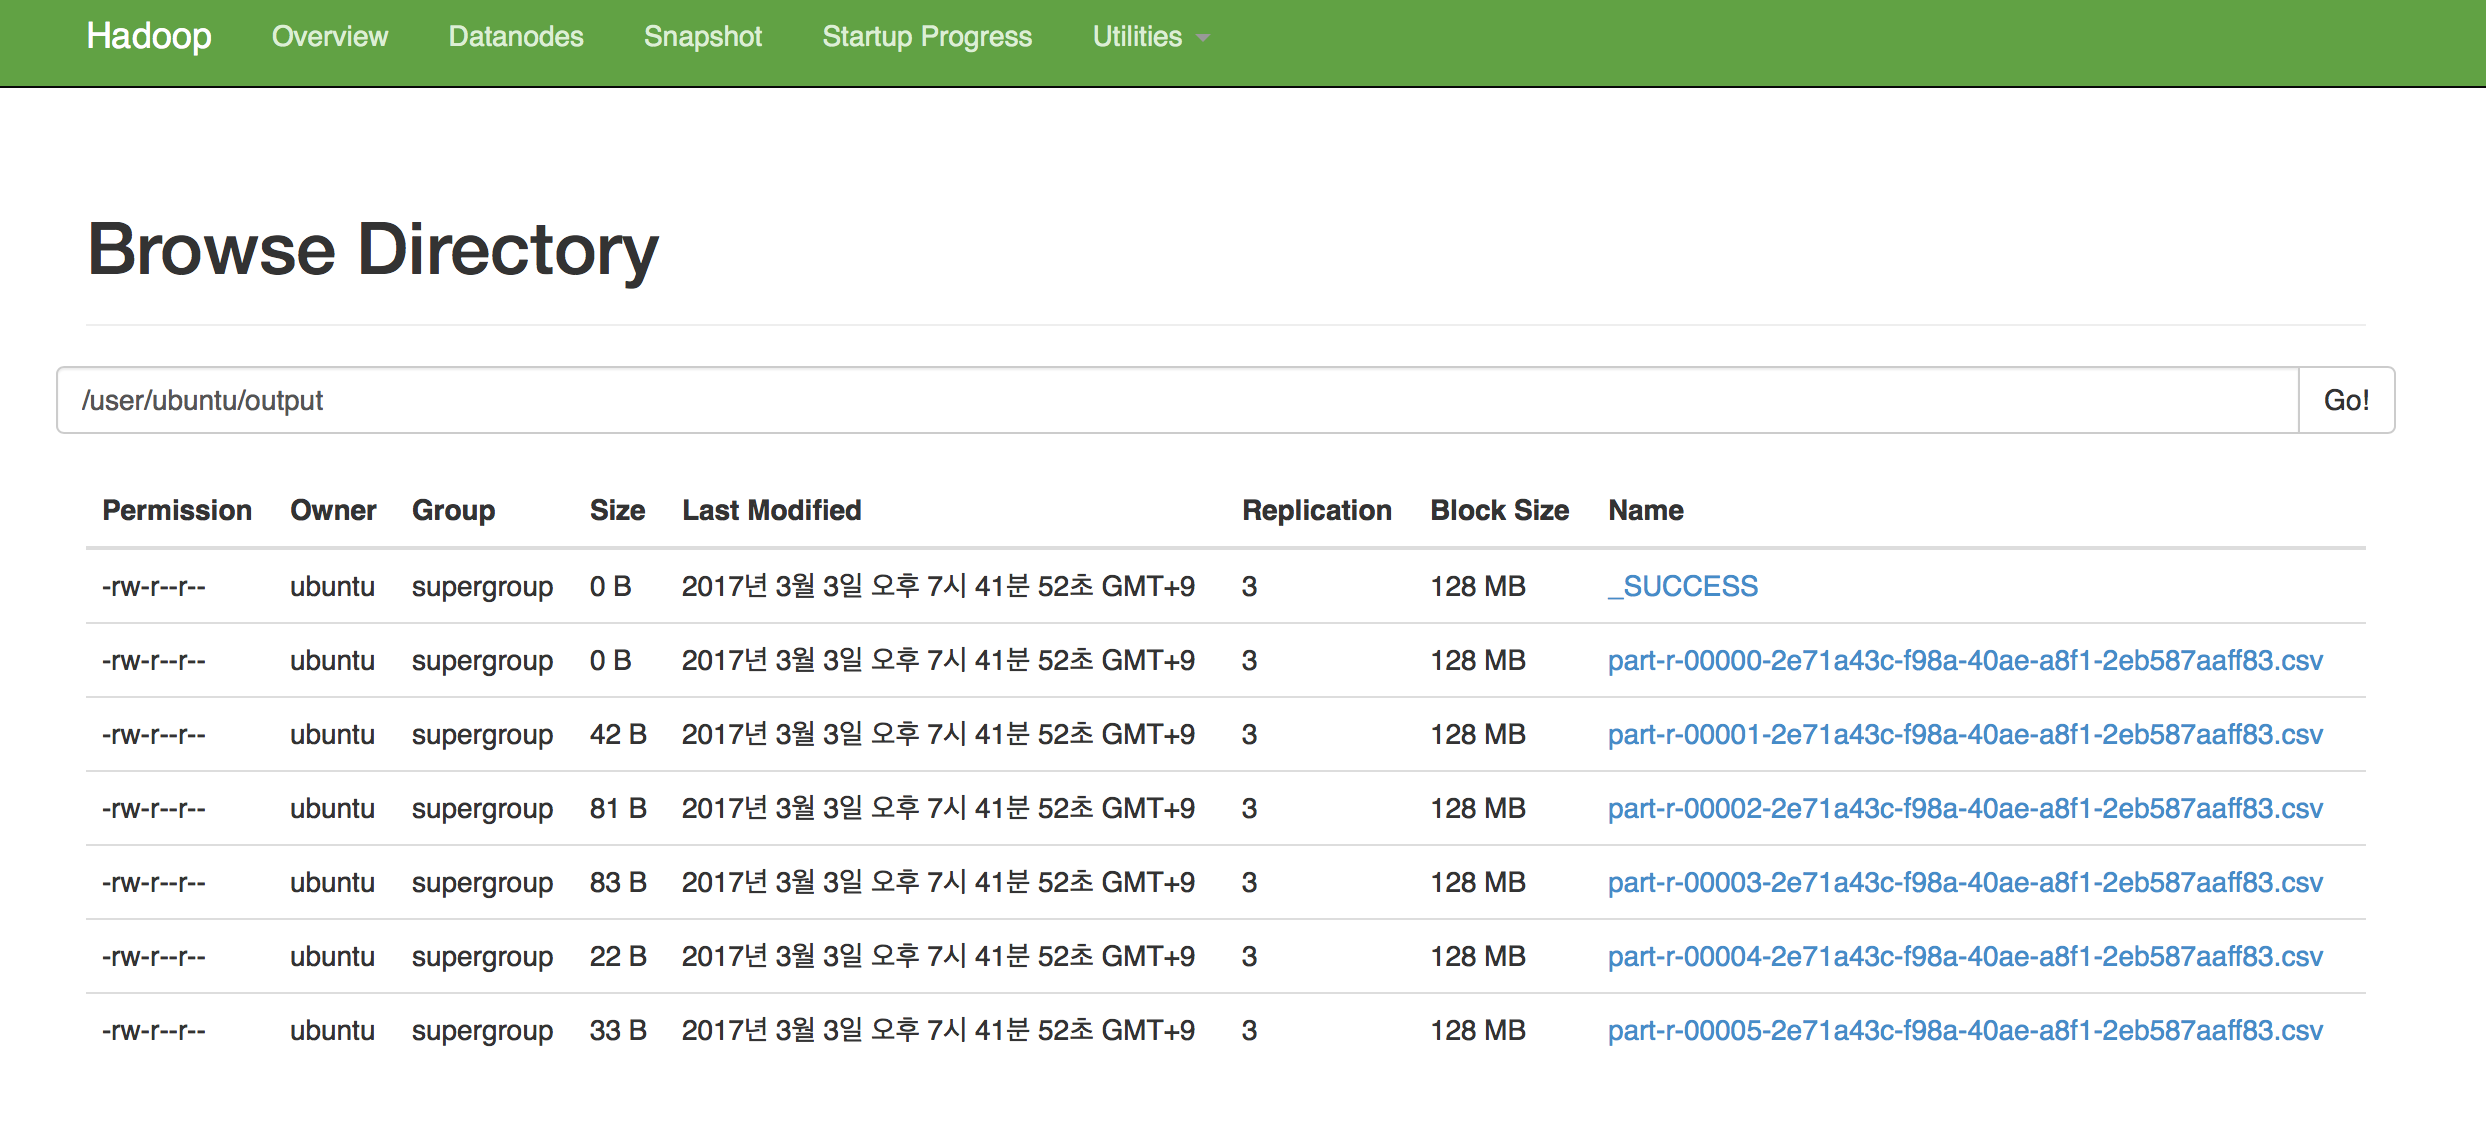 Hadoop Overview Datanodes Snapshot Startup Progress Utilities
Browse Directory
/user/ubuntu/output Go!
Permission Owner Group Size Last Modified Replication Block Size Name
-rw-r--r-- ubuntu supergroup 0 B 2017년 3월 3일 오후 7시 41분 52초 GMT+9 3 128 MB _SUCCESS
-rw-r--r-- ubuntu supergroup 0 B 2017년 3월 3일 오후 7시 41분 52초 GMT+9 3 128 MB part-r-00000-2e71a43c-f98a-40ae-a8f1-2eb587aaff83.csv
-rw-r--r-- ubuntu supergroup 42 B 2017년 3월 3일 오후 7시 41분 52초 GMT+9 3 128 MB part-r-00001-2e71a43c-f98a-40ae-a8f1-2eb587aaff83.csv
-rw-r--r-- ubuntu supergroup 81 B 2017년 3월 3일 오후 7시 41분 52초 GMT+9 3 128 MB part-r-00002-2e71a43c-f98a-40ae-a8f1-2eb587aaff83.csv
-rw-r--r-- ubuntu supergroup 83 B 2017년 3월 3일 오후 7시 41분 52초 GMT+9 3 128 MB part-r-00003-2e71a43c-f98a-40ae-a8f1-2eb587aaff83.csv
-rw-r--r-- ubuntu supergroup 22 B 2017년 3월 3일 오후 7시 41분 52초 GMT+9 3 128 MB part-r-00004-2e71a43c-f98a-40ae-a8f1-2eb587aaff83.csv
-rw-r--r-- ubuntu supergroup 33 B 2017년 3월 3일 오후 7시 41분 52초 GMT+9 3 128 MB part-r-00005-2e71a43c-f98a-40ae-a8f1-2eb587aaff83.csv